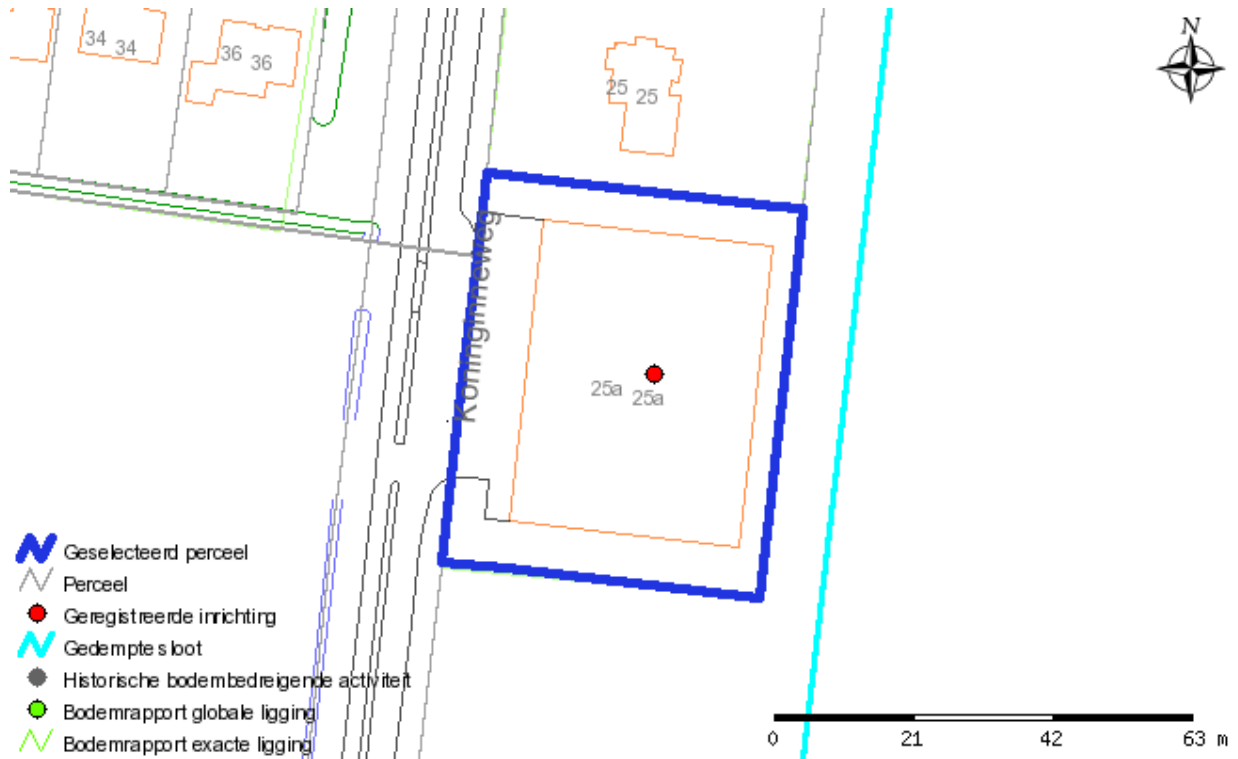 N
34 34
36 36
25 25
Koninginneweg
25a 25a
Geselecteerd perceel
Perceel
Geregistreerde inrichting
Gedempte sloot
Historische bodembedreigende activiteit
Bodemrapport globale ligging
Bodemrapport exacte ligging
0 21 42 63 m